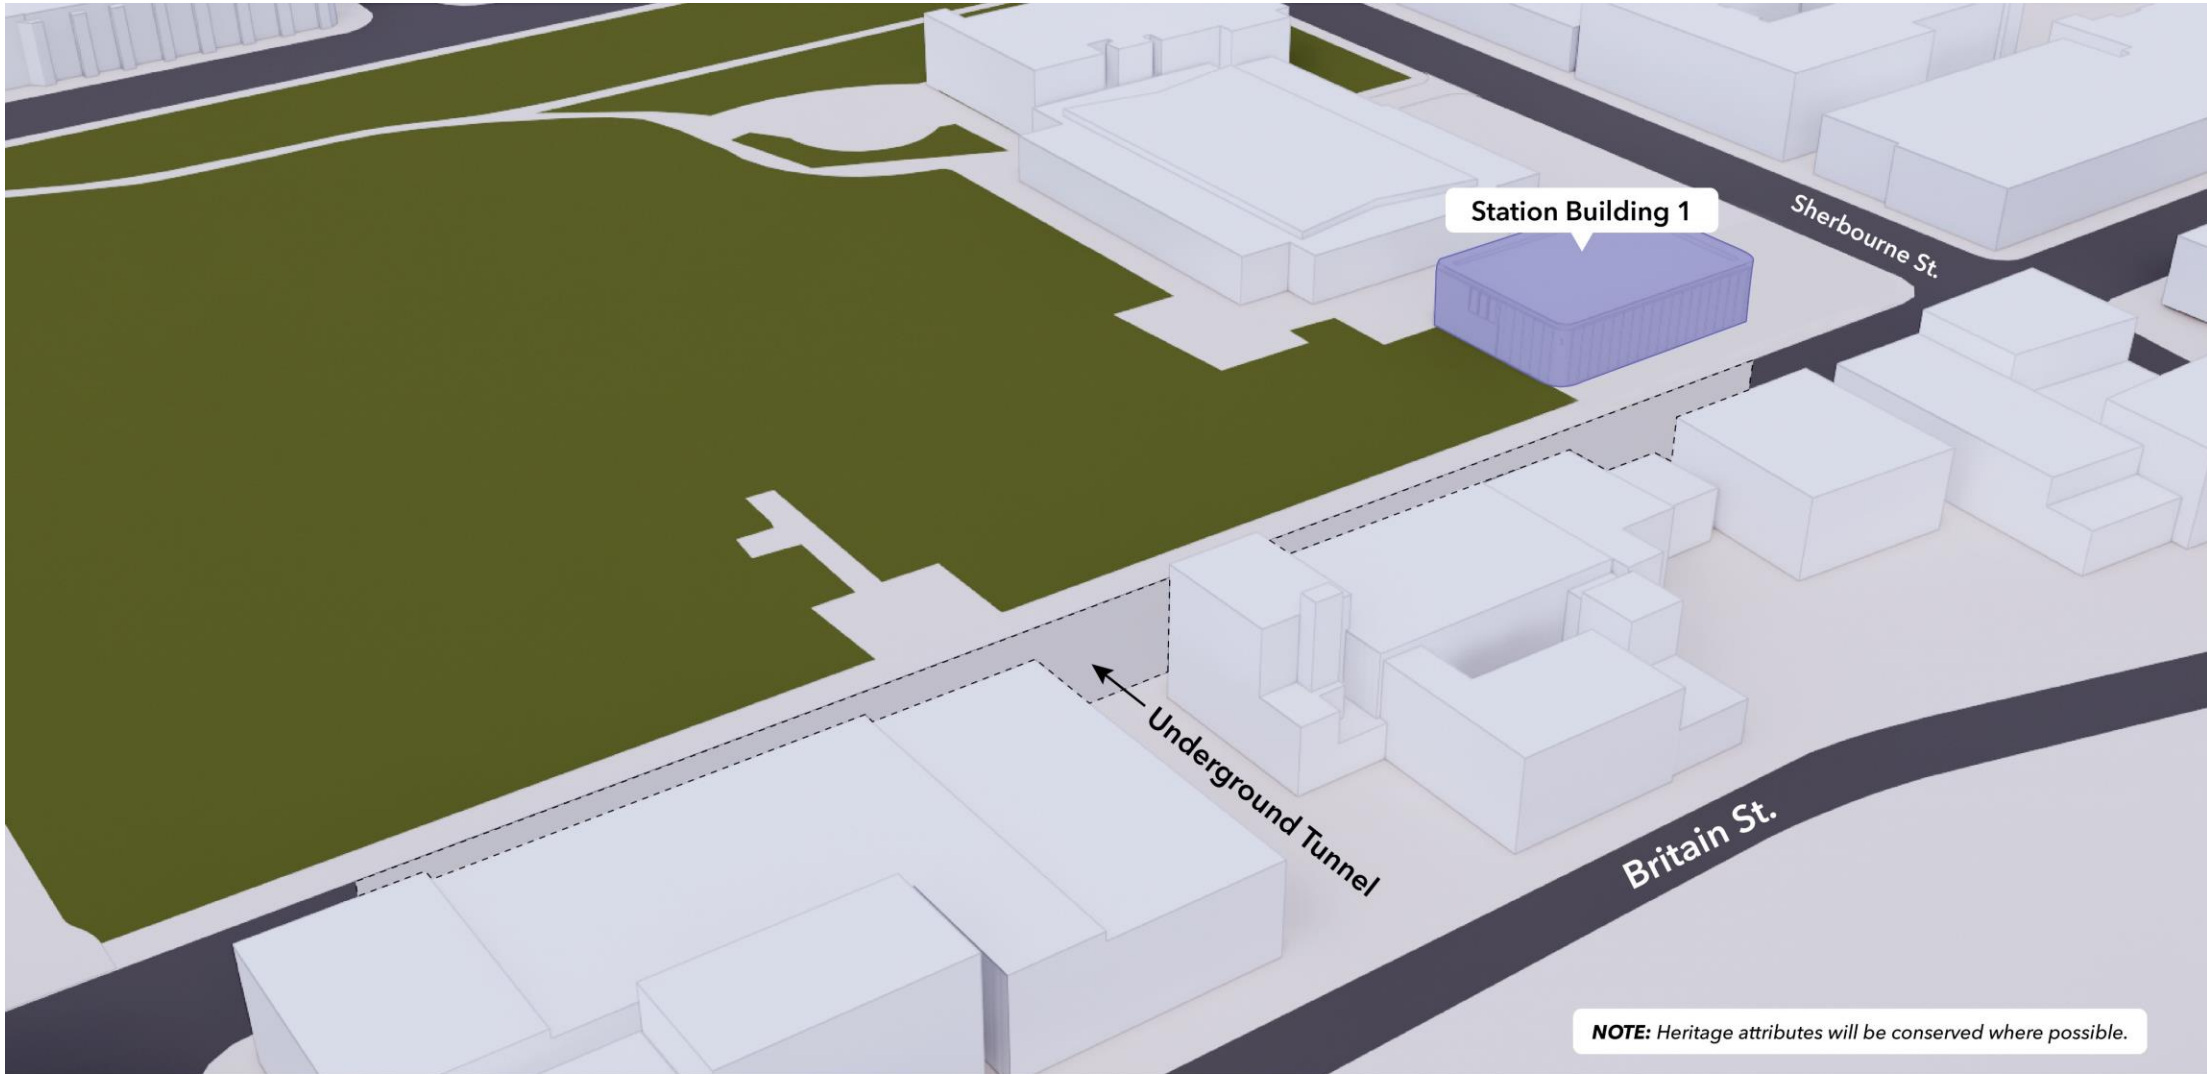 Station Building 1
Sherbourne St.
Underground Tunnel
Britain St.
NOTE: Heritage attributes will be conserved where possible.